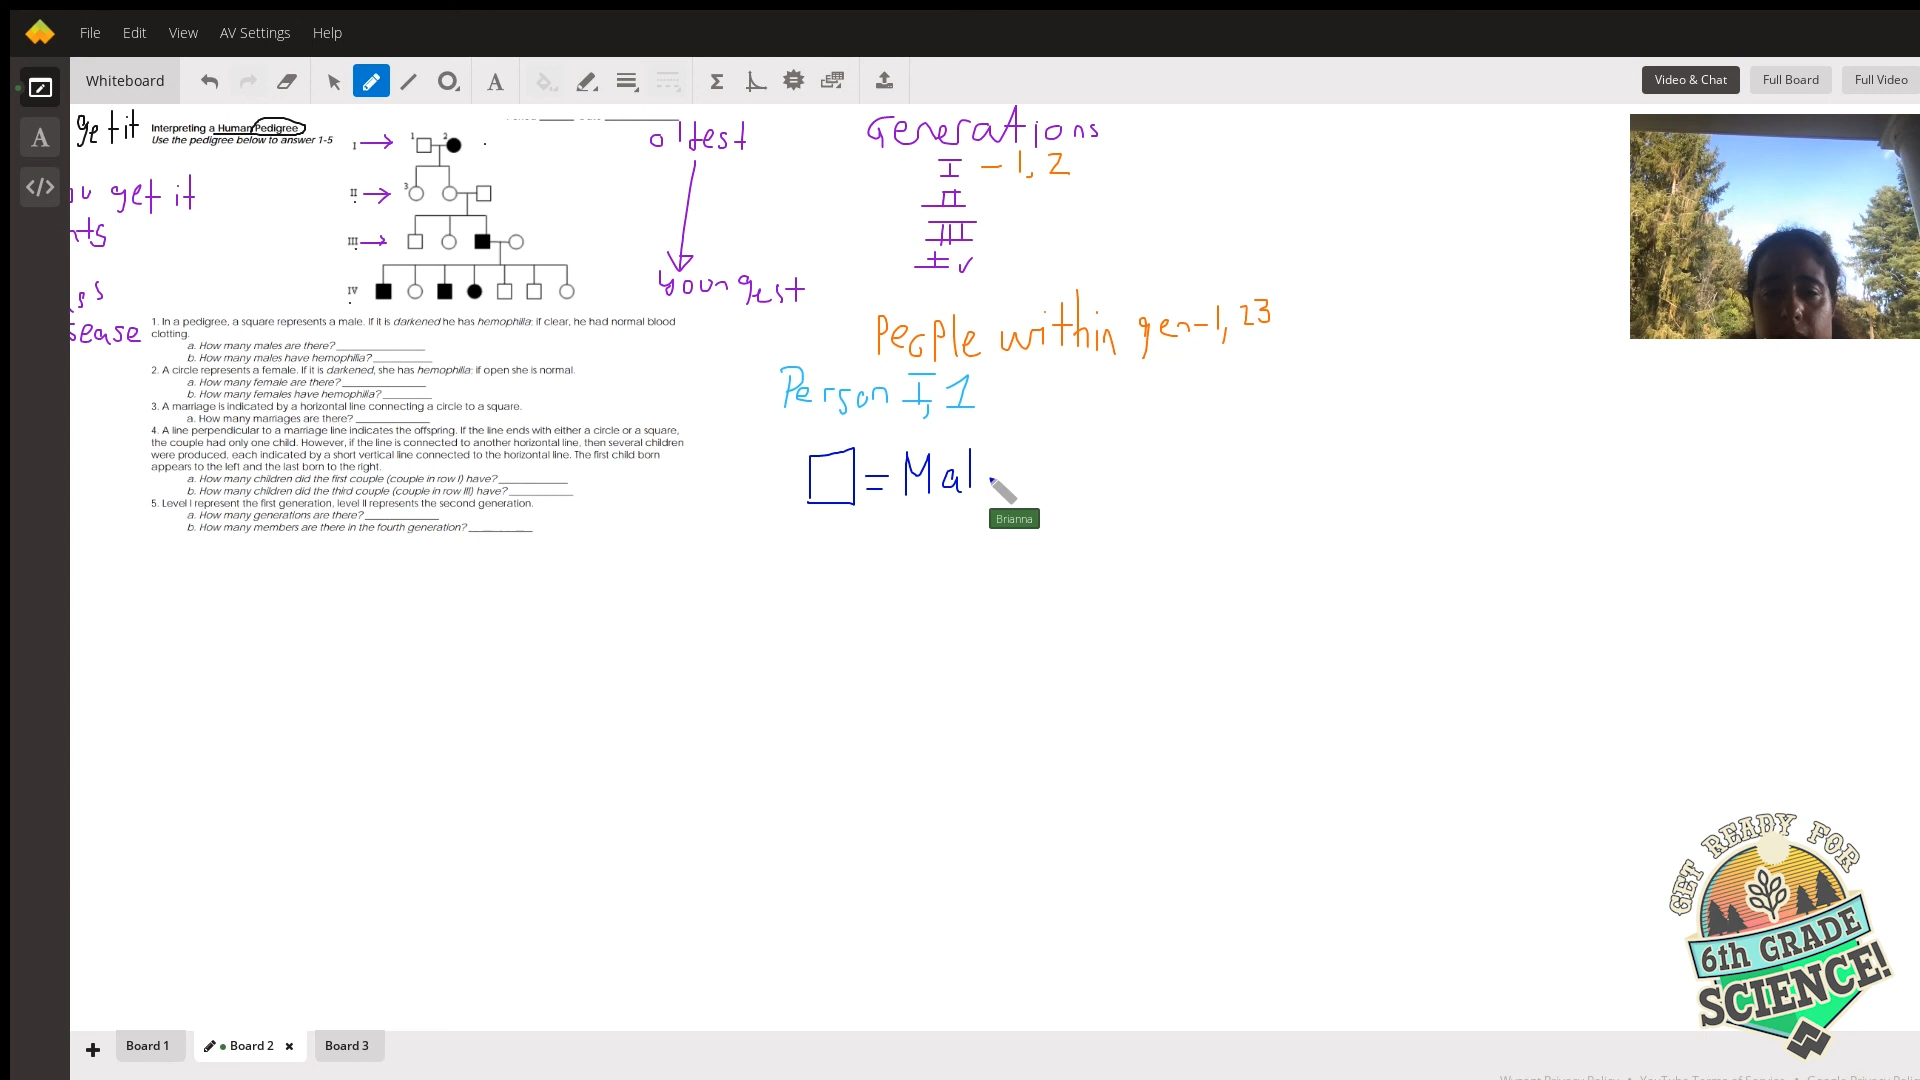 File Edit View AV Settings Help
Whiteboard
Video & Chat Full Board Full Video
get it
Interpreting a Human Pedigree
Use the pedigree below to answer 1-5
get it
I
1 2
II
3
III
IV
oltest
youngest
Generations
I - 1, 2
II
III
IV
People within gen-1, 23
Person I, 1
= Mal
Brianna
1. In a pedigree, a square represents a male. If it is darkened he has hemophilia; if clear, he had normal blood
clotting.
a. How many males are there?
b. How many males have hemophilia?
2. A circle represents a female. If it is darkened, she has hemophilia; if open she is normal.
a. How many female are there?
b. How many females have hemophilia?
3. A marriage is indicated by a horizontal line connecting a circle to a square.
a. How many marriages are there?
4. A line perpendicular to a marriage line indicates the offspring. If the line ends with either a circle or a square,
the couple had only one child. However, if the line is connected to another horizontal line, then several children
were produced, each indicated by a short vertical line connected to the horizontal line. The first child born
appears to the left and the last born to the right.
a. How many children did the first couple (couple in row I) have?
b. How many children did the third couple (couple in row III) have?
5. Level I represents the first generation, level II represents the second generation.
a. How many generations are there?
b. How many members are there in the fourth generation?
GET READY FOR
6th GRADE
SCIENCE!
Board 1 Board 2 Board 3